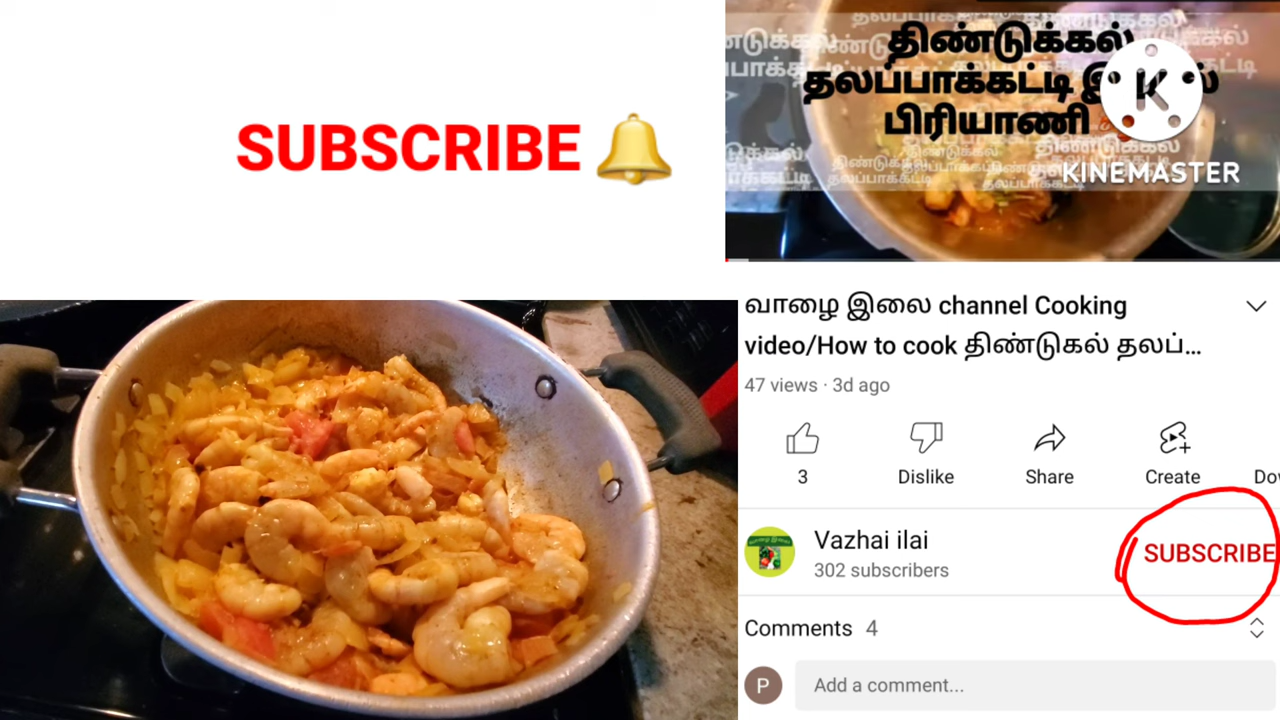 SUBSCRIBE
திண்டுக்கல்
தலப்பாக்கட்டி
பிரியாணி
KINEMASTER
வாழை இலை channel Cooking
video/How to cook திண்டுகல் தலப்...
47 views · 3d ago
3 Dislike Share Create
Vazhai ilai
302 subscribers
SUBSCRIBE
Comments 4
P Add a comment...